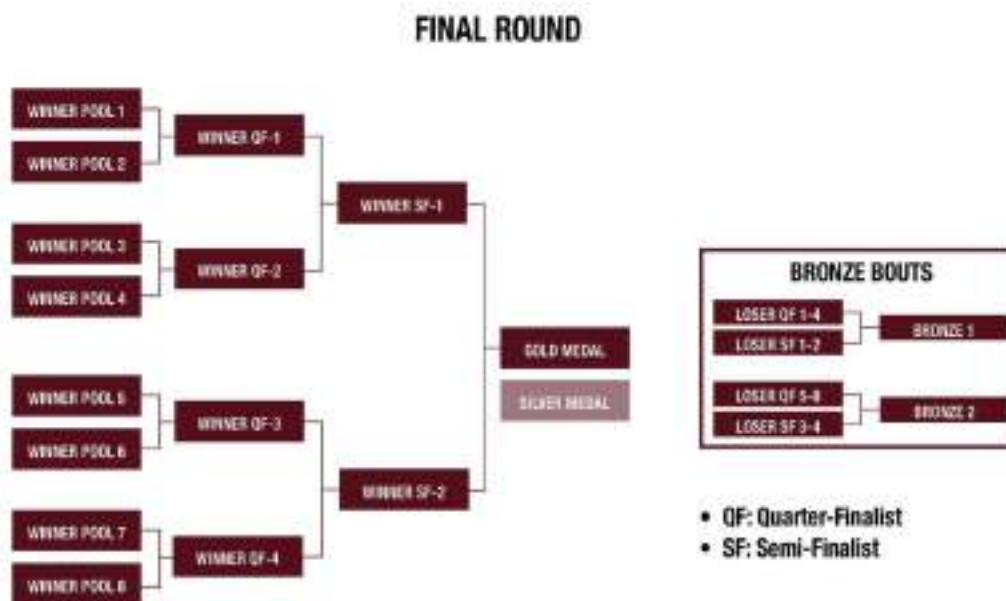 FINAL ROUND
WINNER POOL 1
WINNER POOL 2
WINNER QF-1
WINNER SF-1
WINNER POOL 3
WINNER POOL 4
WINNER QF-2
GOLD MEDAL
SILVER MEDAL
WINNER POOL 5
WINNER POOL 6
WINNER QF-3
WINNER SF-2
WINNER POOL 7
WINNER POOL 8
WINNER QF-4
BRONZE BOUTS
LOSER QF 1-4
LOSER SF 1-2
BRONZE 1
LOSER QF 5-8
LOSER SF 3-4
BRONZE 2
• QF: Quarter-Finalist
• SF: Semi-Finalist